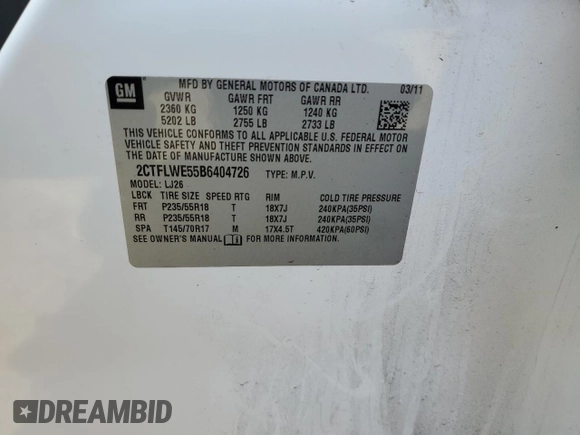 GM
MFD BY GENERAL MOTORS OF CANADA LTD. 03/11
GVWR GAWR FRT GAWR RR
2360 KG 1250 KG 1240 KG
5202 LB 2755 LB 2733 LB
THIS VEHICLE CONFORMS TO ALL APPLICABLE U.S. FEDERAL MOTOR
VEHICLE SAFETY AND THEFT PREVENTION STANDARDS IN EFFECT ON
THE DATE OF MANUFACTURE SHOWN ABOVE.
2CTFLWE55B6404726 TYPE: M.P.V.
MODEL: LJ26
LBCK TIRE SIZE SPEED RTG RIM COLD TIRE PRESSURE
FRT P235/55R18 T 18X7J 240KPA(35PSI)
RR P235/55R18 T 18X7J 240KPA(35PSI)
SPA T145/70R17 M 17X4.5T 420KPA(60PSI)
SEE OWNER'S MANUAL FOR MORE INFORMATION.
DREAMBID